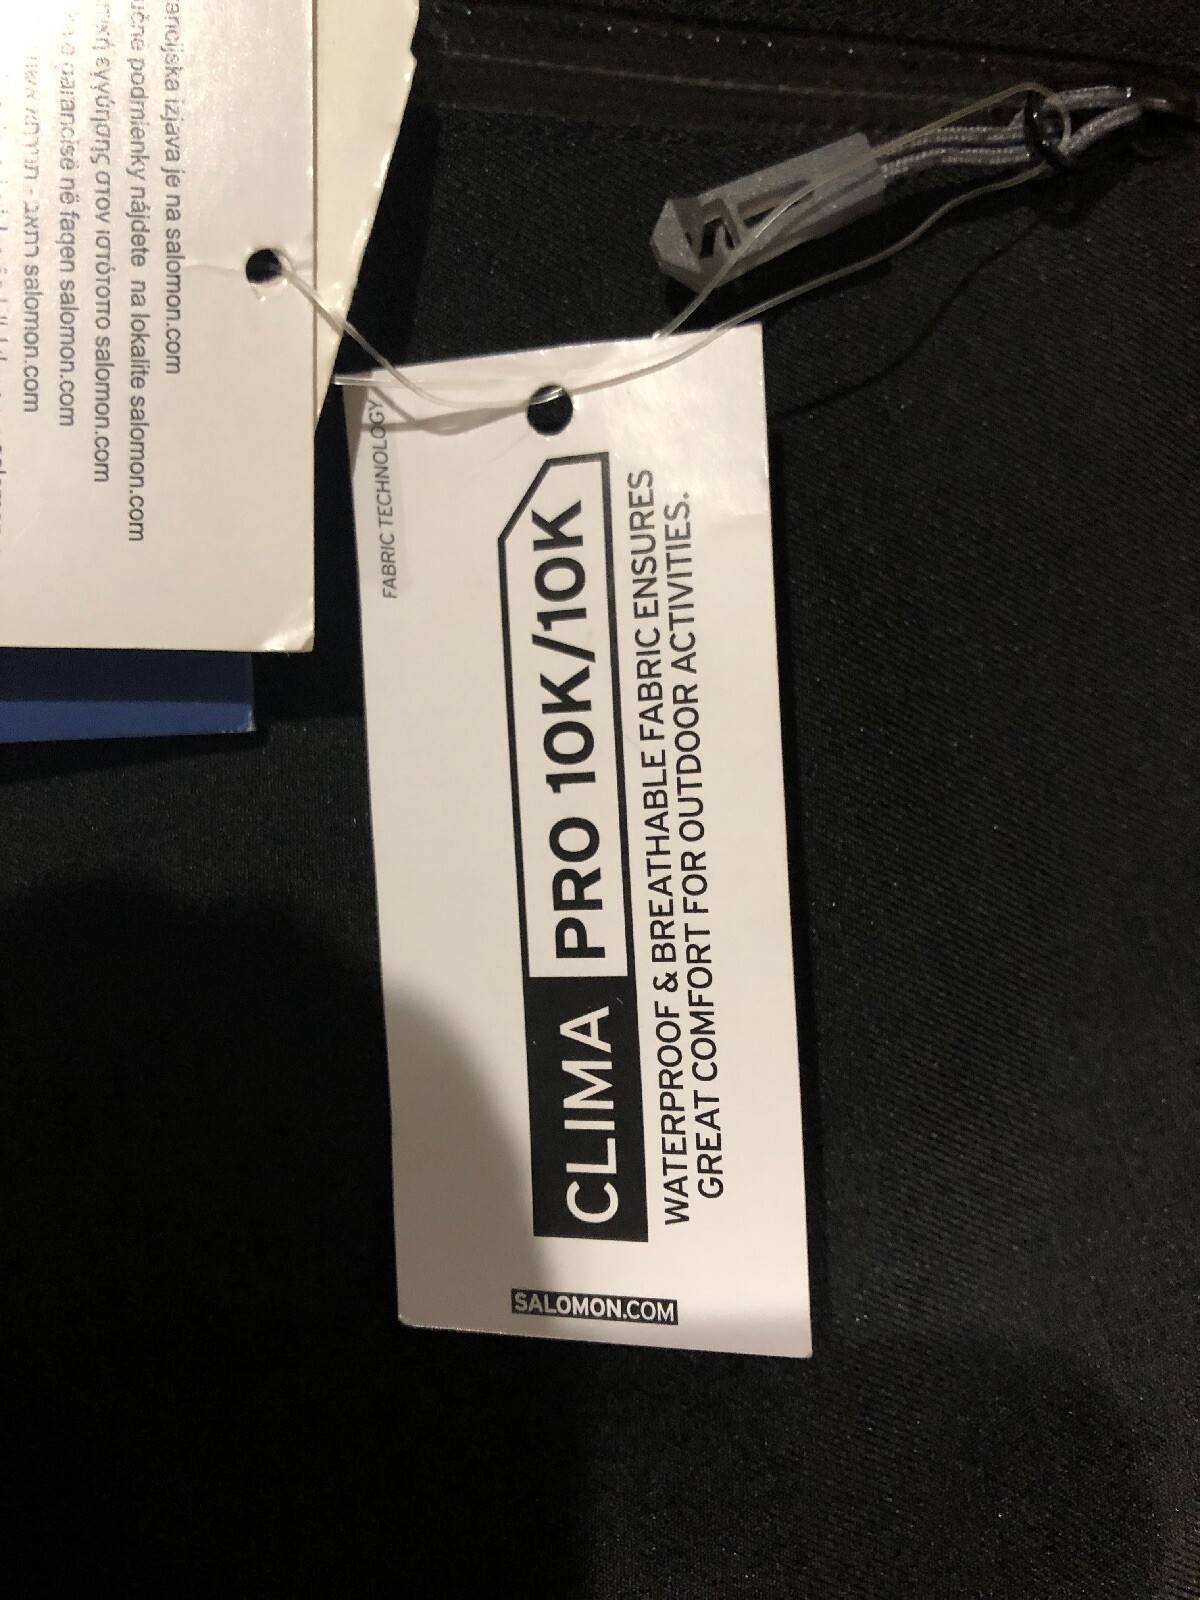 FABRIC TECHNOLOGY
CLIMA PRO 10K/10K
WATERPROOF & BREATHABLE FABRIC ENSURES
GREAT COMFORT FOR OUTDOOR ACTIVITIES.
SALOMON.COM
izjava je na salomon.com
podmienky nájdete na lokalite salomon.com
εγγύησης στον ιστότοπο salomon.com
garancisë në faqen salomon.com
salomon.com